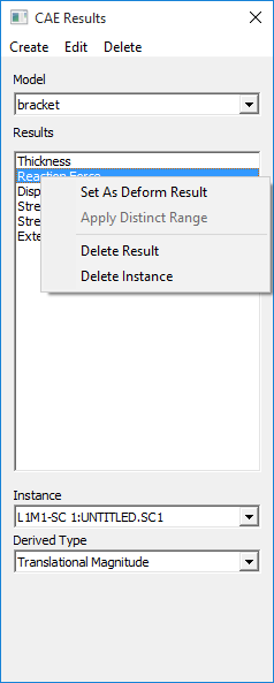 CAE Results
Create Edit Delete
Model
bracket
Results
Thickness
Reaction Force
Disp
Set As Deform Result
Stre
Apply Distinct Range
Stre
Exte
Delete Result
Delete Instance
Instance
L1M1-SC 1:UNTITLED.SC1
Derived Type
Translational Magnitude